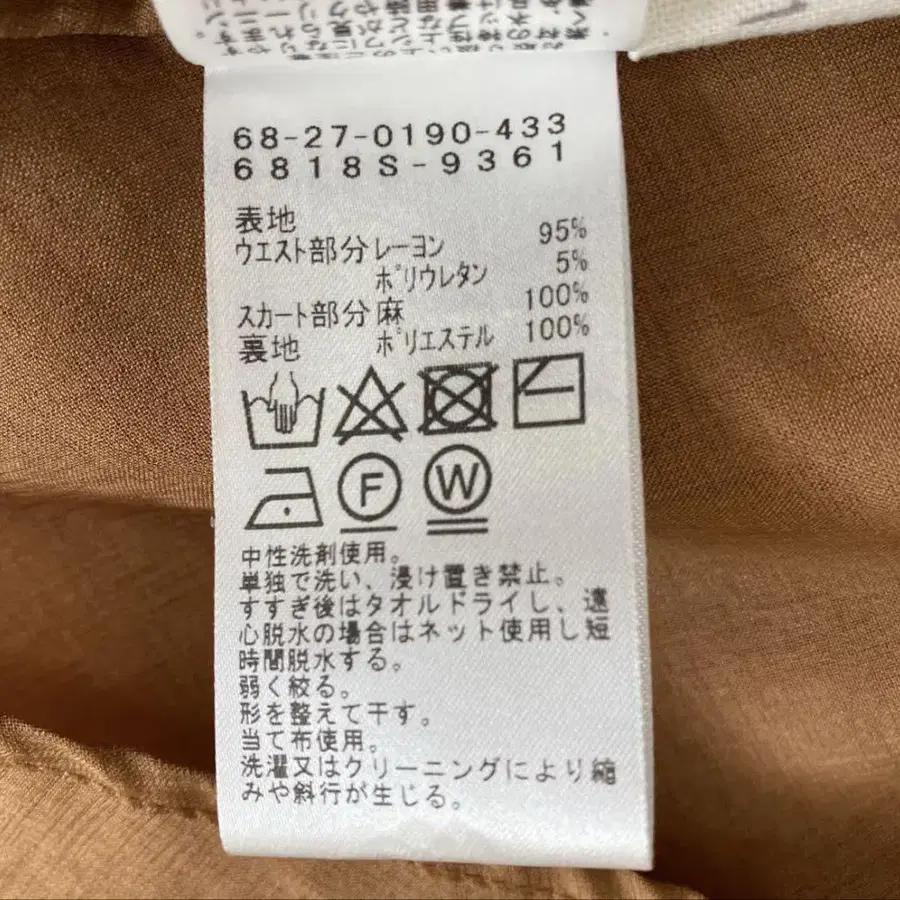 68-27-0190-433
6818S-9361
表地
ウエスト部分 レーヨン 95%
ポリウレタン 5%
スカート部分 麻 100%
裏地 ポリエステル 100%
F W
中性洗剤使用。
単独で洗い、浸け置き禁止。
すすぎ後はタオルドライし、遠
心脱水の場合はネット使用し短
時間脱水する。
弱く絞る。
形を整えて干す。
当て布使用。
洗濯又はクリーニングにより縮
みや斜行が生じる。